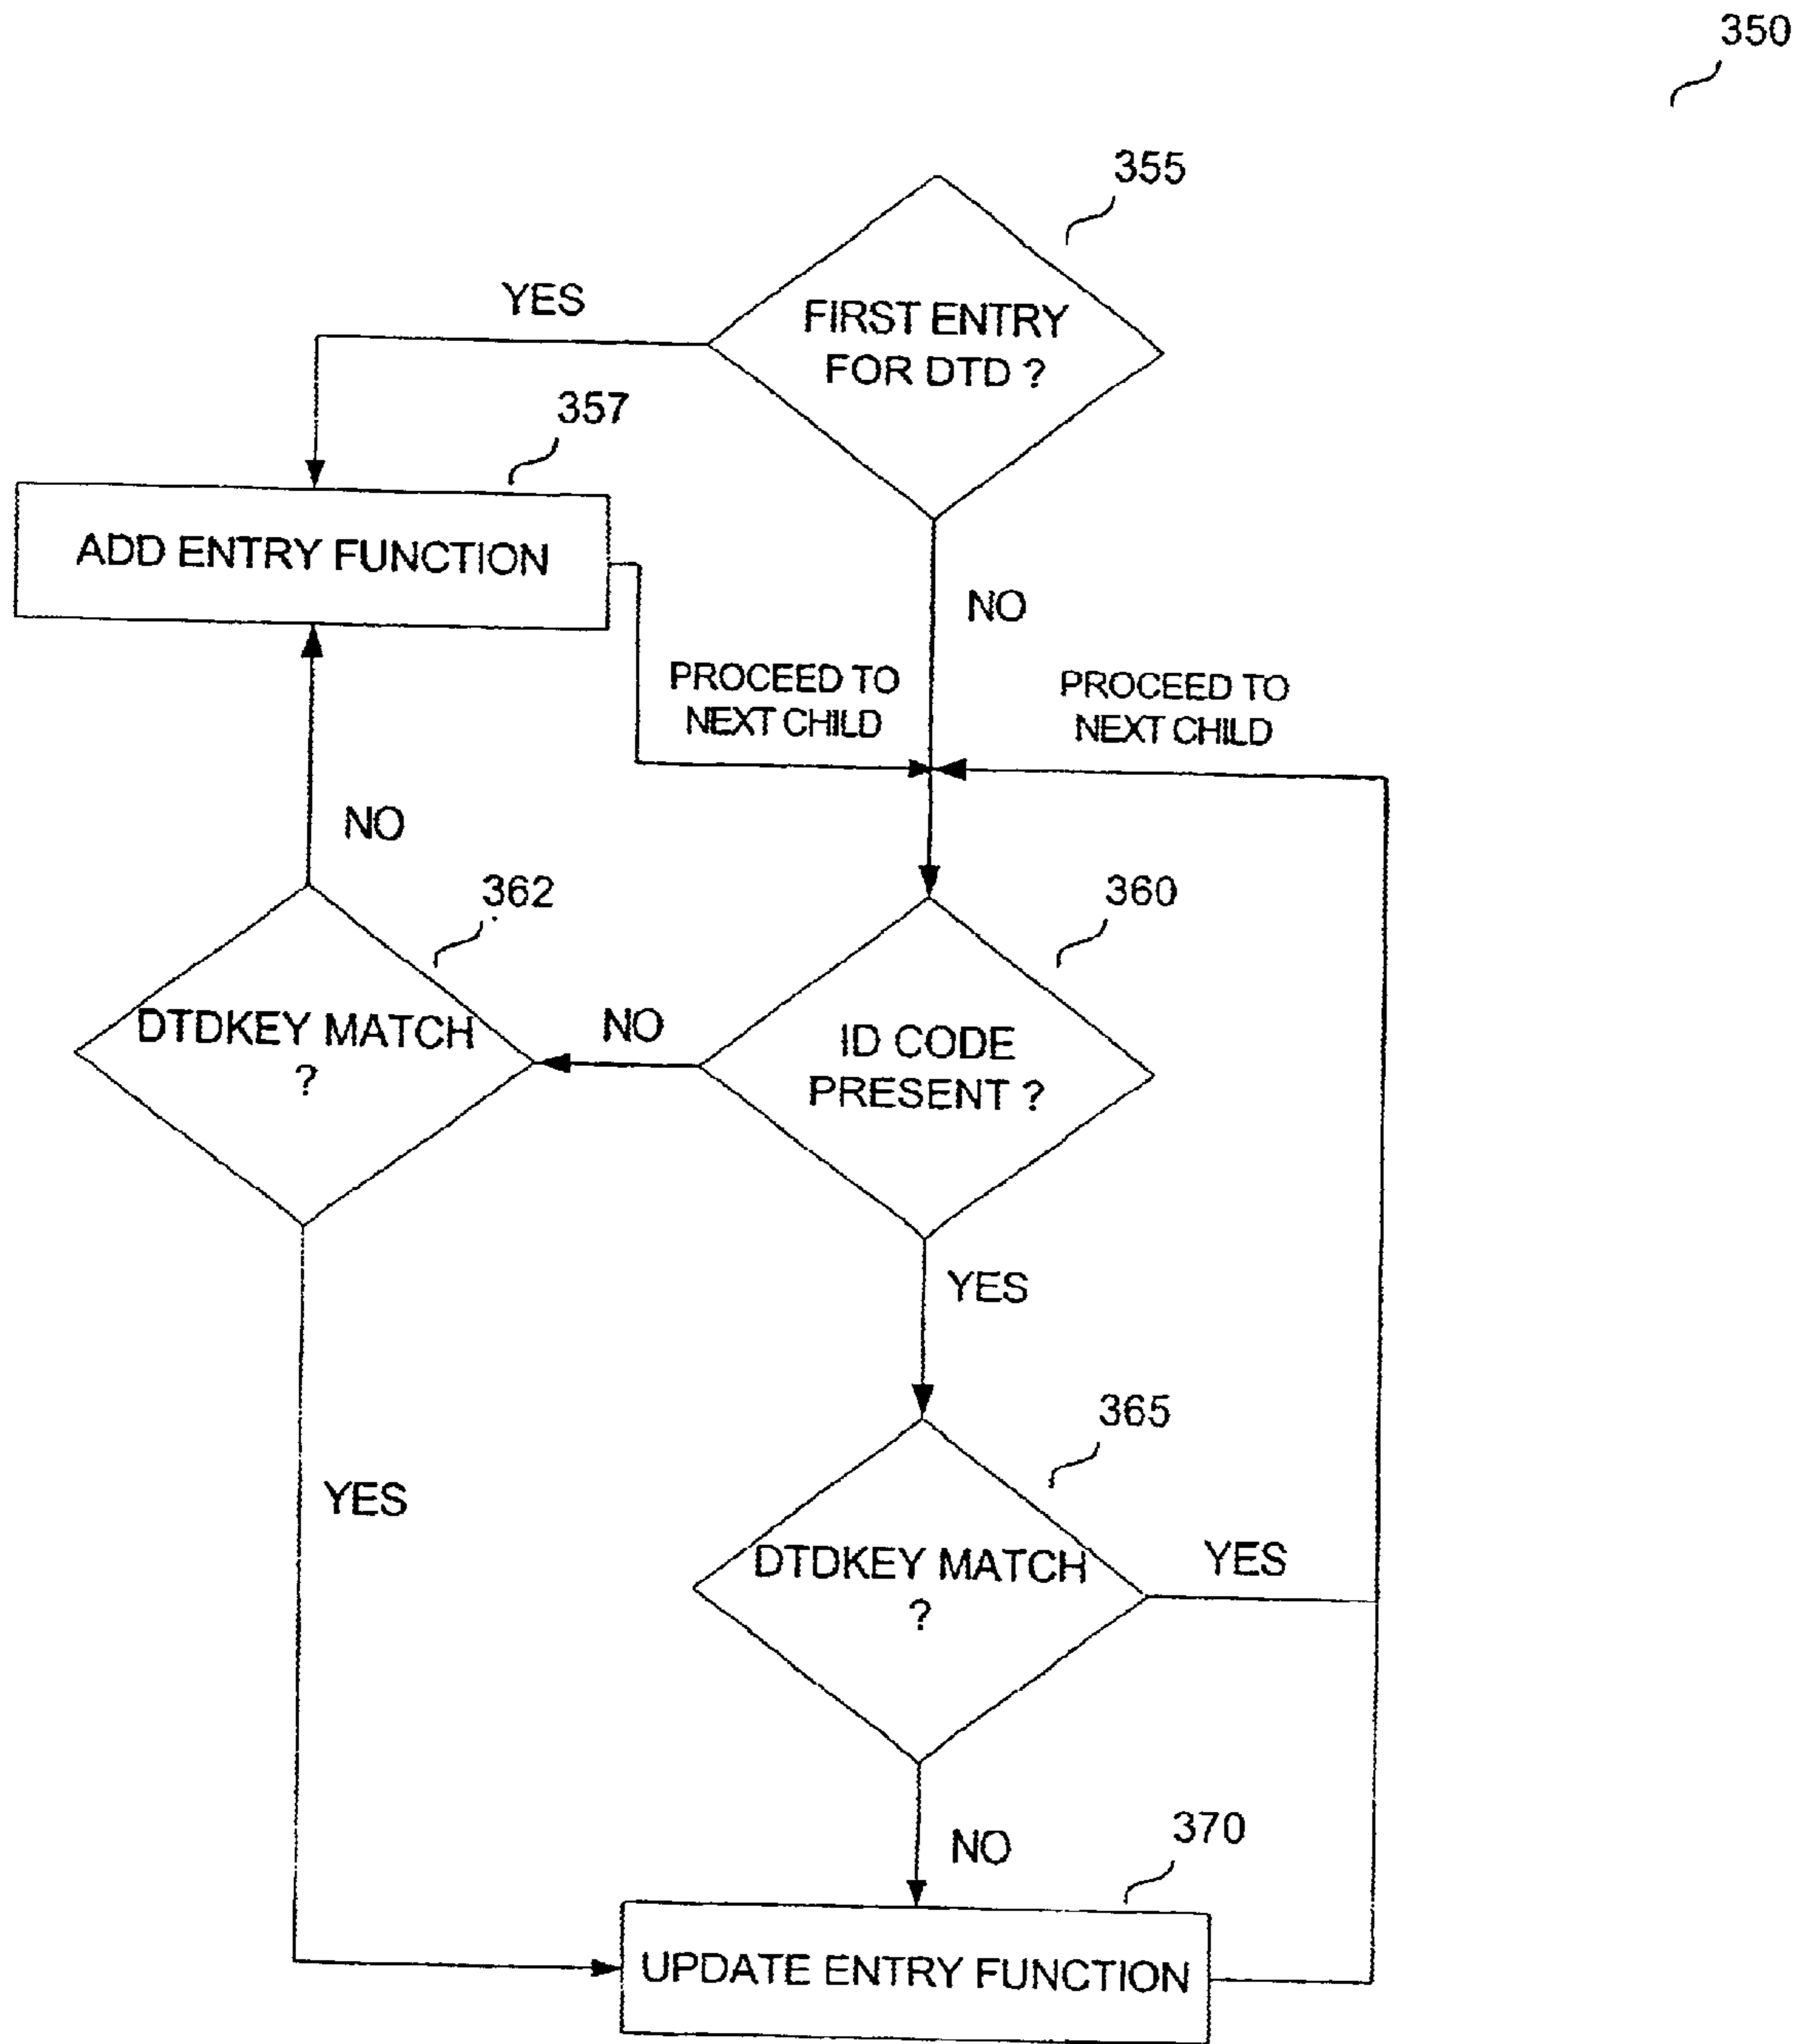 350
355
YES
FIRST ENTRY
FOR DTD ?
357
ADD ENTRY FUNCTION
NO
PROCEED TO
NEXT CHILD
PROCEED TO
NEXT CHILD
NO
362
360
DTDKEY MATCH
?
NO
ID CODE
PRESENT ?
YES
365
YES
DTDKEY MATCH
?
YES
NO
370
UPDATE ENTRY FUNCTION